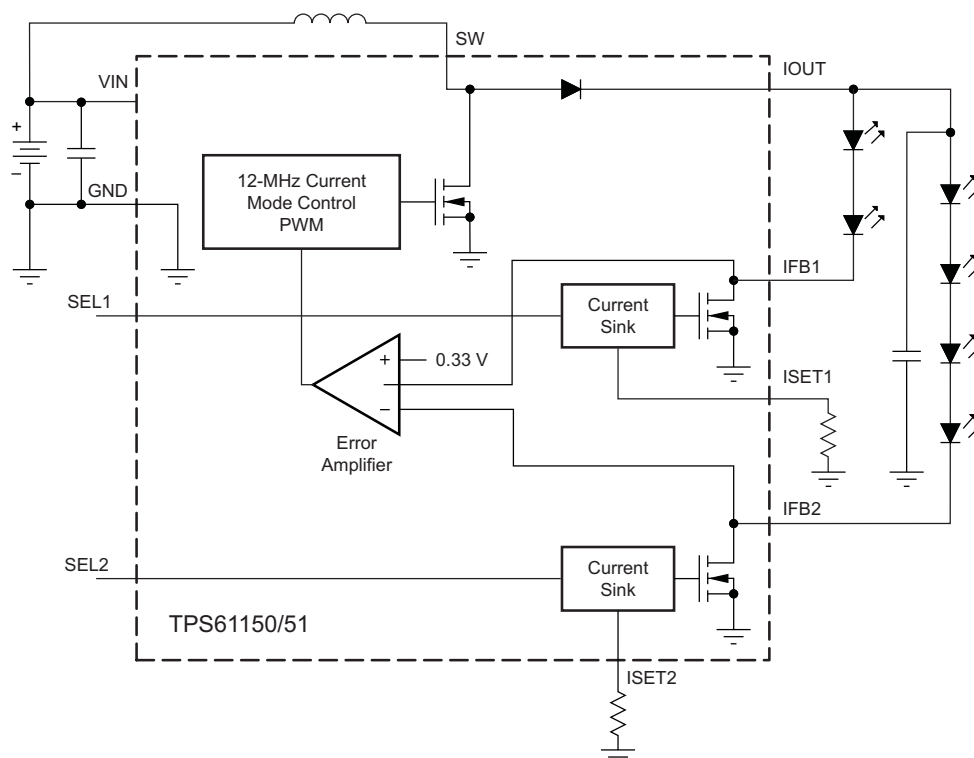 SW
VIN
IOUT
+
−
12-MHz Current
Mode Control
PWM
GND
IFB1
SEL1
Current
Sink
+
0.33 V
−
−
ISET1
Error
Amplifier
IFB2
SEL2
Current
Sink
TPS61150/51
ISET2